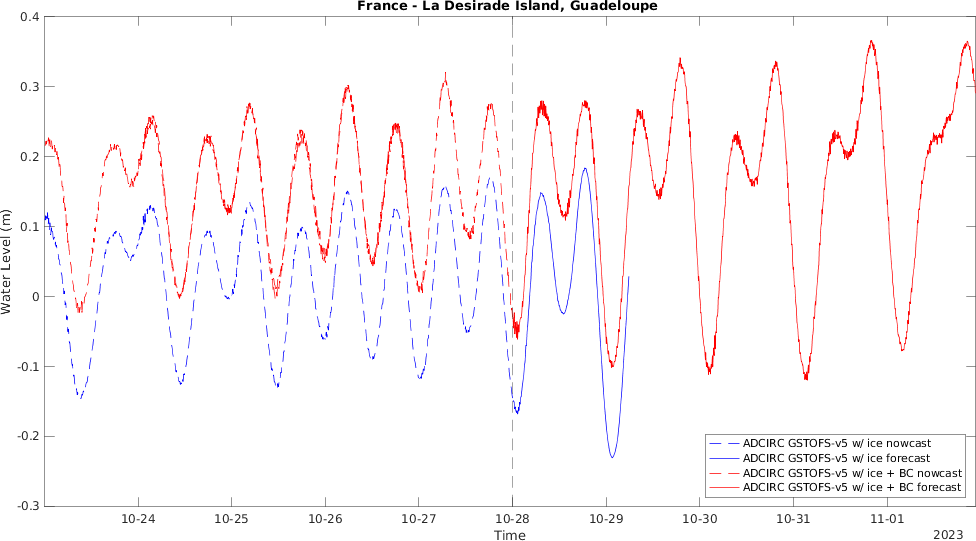 France - La Desirade Island, Guadeloupe
0.4
0.3
0.2
0.1
0
-0.1
-0.2
-0.3
Water Level (m)
ADCIRC GSTOFS-v5 w/ ice nowcast
ADCIRC GSTOFS-v5 w/ ice forecast
ADCIRC GSTOFS-v5 w/ ice + BC nowcast
ADCIRC GSTOFS-v5 w/ ice + BC forecast
10-24 10-25 10-26 10-27 10-28 10-29 10-30 10-31 11-01
Time
2023